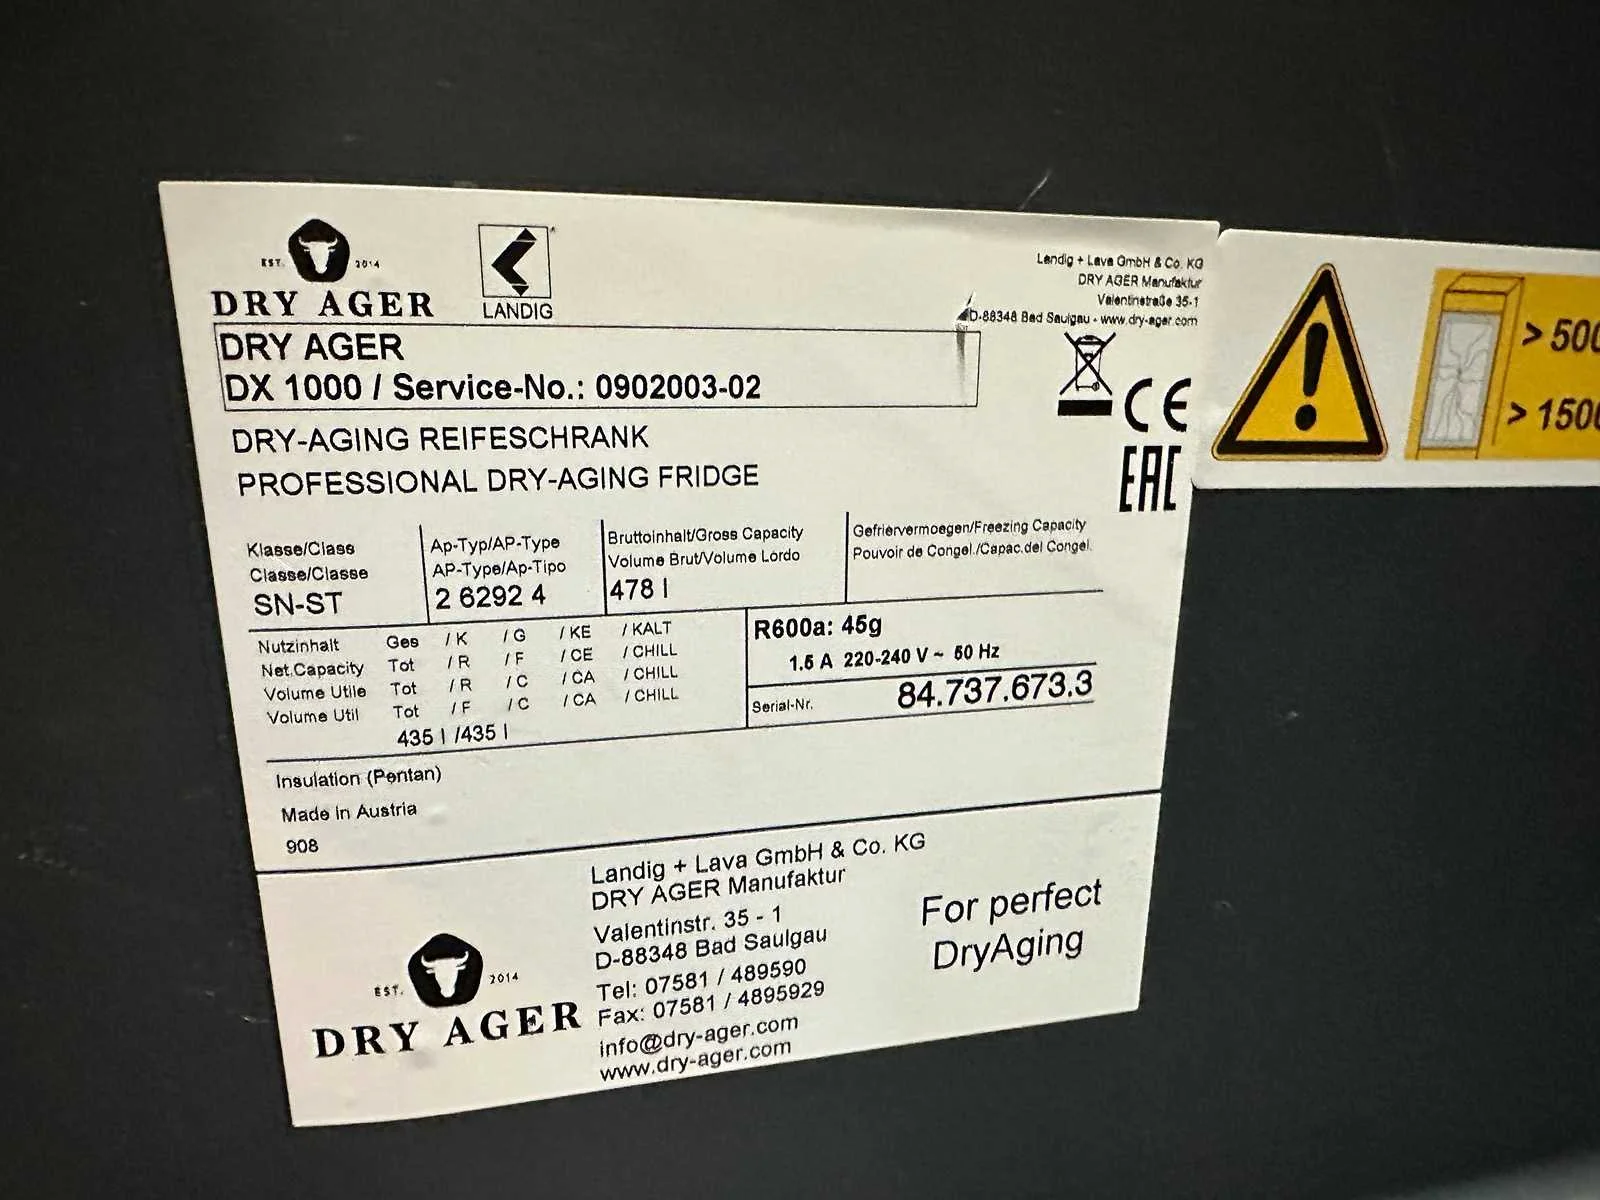 EST. 2014
DRY AGER
LANDIG
Landig + Lava GmbH & Co. KG
DRY AGER Manufaktur
Valentinstraße 35-1
D-88348 Bad Saulgau - www.dry-ager.com
DRY AGER
DX 1000 / Service-No.: 0902003-02
DRY-AGING REIFESCHRANK
PROFESSIONAL DRY-AGING FRIDGE
CE
EAC
Klasse/Class
Classe/Classe
SN-ST
Ap-Typ/AP-Type
AP-Type/Ap-Tipo
2 6292 4
Bruttoinhalt/Gross Capacity
Volume Brut/Volume Lordo
478 l
Gefriervermoegen/Freezing Capacity
Pouvoir de Congel./Capac.del Congel.
Nutzinhalt Ges / K / G / KE / KALT
Net.Capacity Tot / R / F / CE / CHILL
Volume Utile Tot / R / C / CA / CHILL
Volume Util Tot / F / C / CA / CHILL
435 l /435 l
R600a: 45g
1.5 A 220-240 V ~ 50 Hz
Serial-Nr. 84.737.673.3
Insulation (Pentan)
Made in Austria
908
EST. 2014
DRY AGER
Landig + Lava GmbH & Co. KG
DRY AGER Manufaktur
Valentinstr. 35 - 1
D-88348 Bad Saulgau
Tel: 07581 / 489590
Fax: 07581 / 4895929
info@dry-ager.com
www.dry-ager.com
For perfect
DryAging
> 500
> 1500